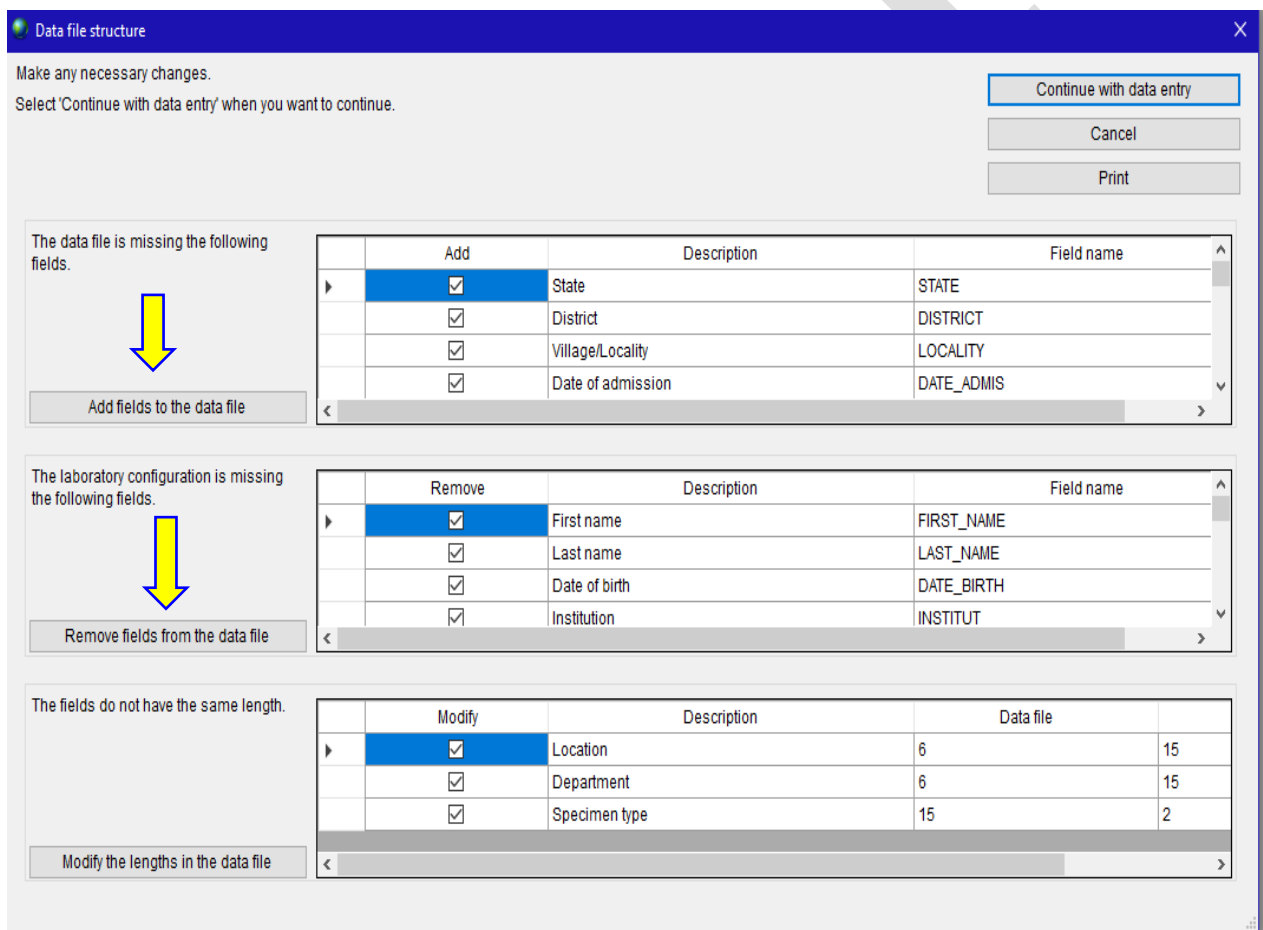 Data file structure
Make any necessary changes.
Select 'Continue with data entry' when you want to continue.
Continue with data entry
Cancel
Print
The data file is missing the following
fields.
Add fields to the data file
Add Description Field name
State STATE
District DISTRICT
Village/Locality LOCALITY
Date of admission DATE_ADMIS
The laboratory configuration is missing
the following fields.
Remove fields from the data file
Remove Description Field name
First name FIRST_NAME
Last name LAST_NAME
Date of birth DATE_BIRTH
Institution INSTITUT
The fields do not have the same length.
Modify the lengths in the data file
Modify Description Data file
Location 6 15
Department 6 15
Specimen type 15 2